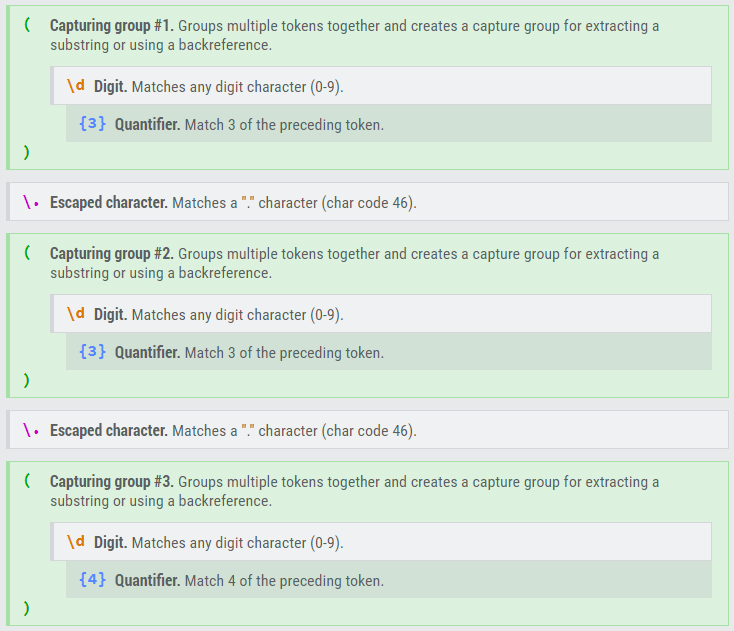 ( Capturing group #1. Groups multiple tokens together and creates a capture group for extracting a
substring or using a backreference.
\d Digit. Matches any digit character (0-9).
{3} Quantifier. Match 3 of the preceding token.
)
\. Escaped character. Matches a "." character (char code 46).
( Capturing group #2. Groups multiple tokens together and creates a capture group for extracting a
substring or using a backreference.
\d Digit. Matches any digit character (0-9).
{3} Quantifier. Match 3 of the preceding token.
)
\. Escaped character. Matches a "." character (char code 46).
( Capturing group #3. Groups multiple tokens together and creates a capture group for extracting a
substring or using a backreference.
\d Digit. Matches any digit character (0-9).
{4} Quantifier. Match 4 of the preceding token.
)